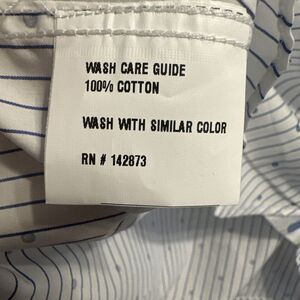 WASH CARE GUIDE
100% COTTON
WASH WITH SIMILAR COLOR
RN # 142873